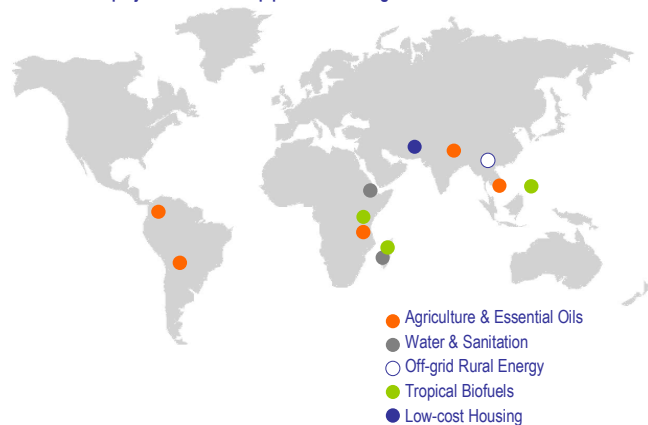 Agriculture & Essential Oils
Water & Sanitation
Off-grid Rural Energy
Tropical Biofuels
Low-cost Housing